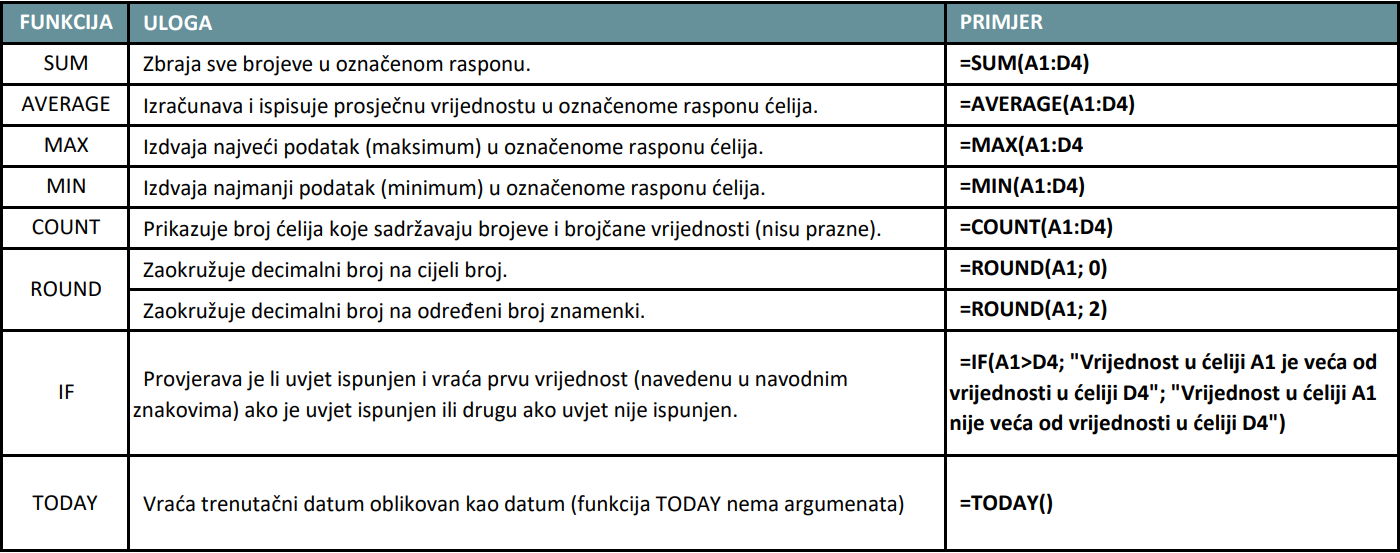 FUNKCIJA ULOGA PRIMJER
SUM Zbraja sve brojeve u označenom rasponu. =SUM(A1:D4)
AVERAGE Izračunava i ispisuje prosječnu vrijednostu u označenome rasponu ćelija. =AVERAGE(A1:D4)
MAX Izdvaja najveći podatak (maksimum) u označenome rasponu ćelija. =MAX(A1:D4
MIN Izdvaja najmanji podatak (minimum) u označenome rasponu ćelija. =MIN(A1:D4)
COUNT Prikazuje broj ćelija koje sadržavaju brojeve i brojčane vrijednosti (nisu prazne). =COUNT(A1:D4)
ROUND Zaokružuje decimalni broj na cijeli broj. =ROUND(A1; 0)
Zaokružuje decimalni broj na određeni broj znamenki. =ROUND(A1; 2)
IF Provjerava je li uvjet ispunjen i vraća prvu vrijednost (navedenu u navodnim
znakovima) ako je uvjet ispunjen ili drugu ako uvjet nije ispunjen.
=IF(A1>D4; "Vrijednost u ćeliji A1 je veća od
vrijednosti u ćeliji D4"; "Vrijednost u ćeliji A1
nije veća od vrijednosti u ćeliji D4")
TODAY Vraća trenutačni datum oblikovan kao datum (funkcija TODAY nema argumenata) =TODAY()